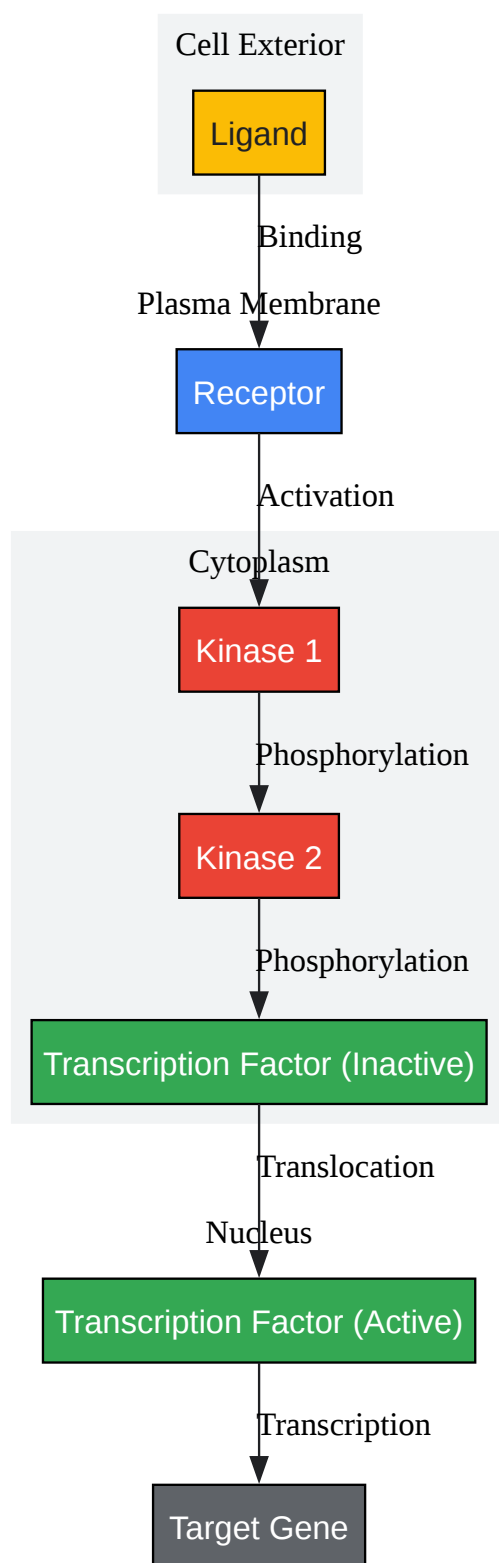 Cell Exterior
Ligand
Binding
Plasma Membrane
Receptor
Activation
Cytoplasm
Kinase 1
Phosphorylation
Kinase 2
Phosphorylation
Transcription Factor (Inactive)
Translocation
Nucleus
Transcription Factor (Active)
Transcription
Target Gene